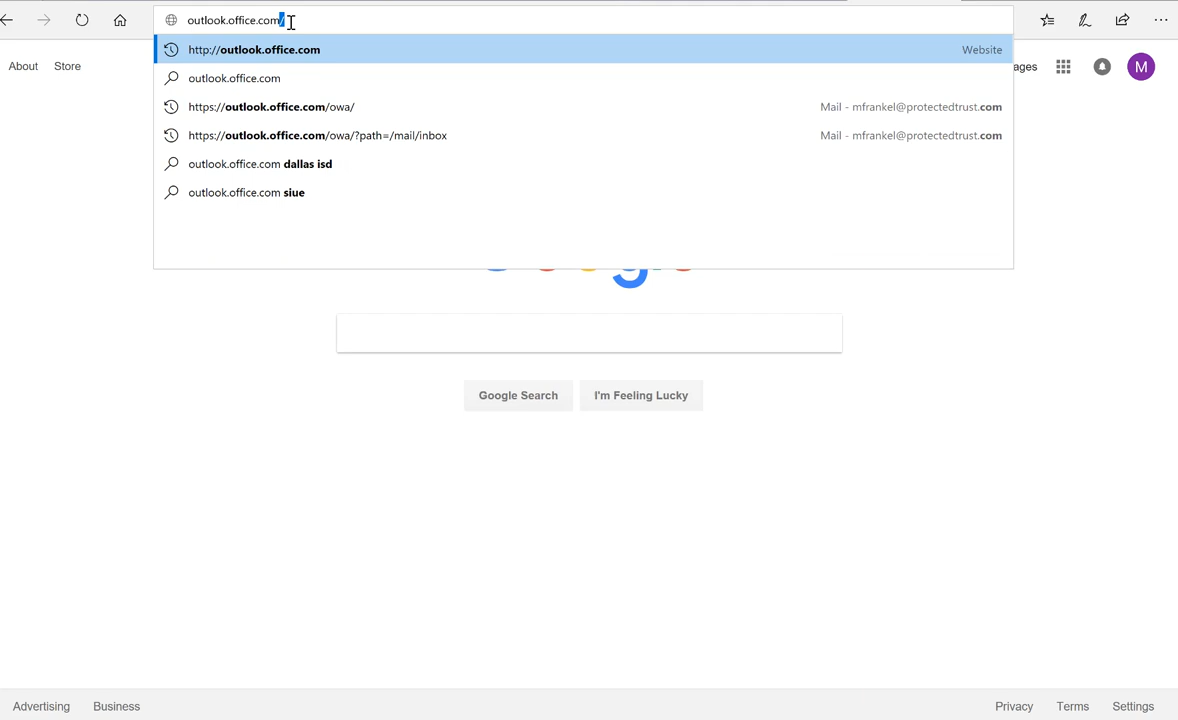 outlook.office.com/
http://outlook.office.com Website
outlook.office.com
https://outlook.office.com/owa/ Mail - mfrankel@protectedtrust.com
https://outlook.office.com/owa/?path=/mail/inbox Mail - mfrankel@protectedtrust.com
outlook.office.com dallas isd
outlook.office.com siue
About Store
ages M
Google Search I'm Feeling Lucky
Advertising Business Privacy Terms Settings